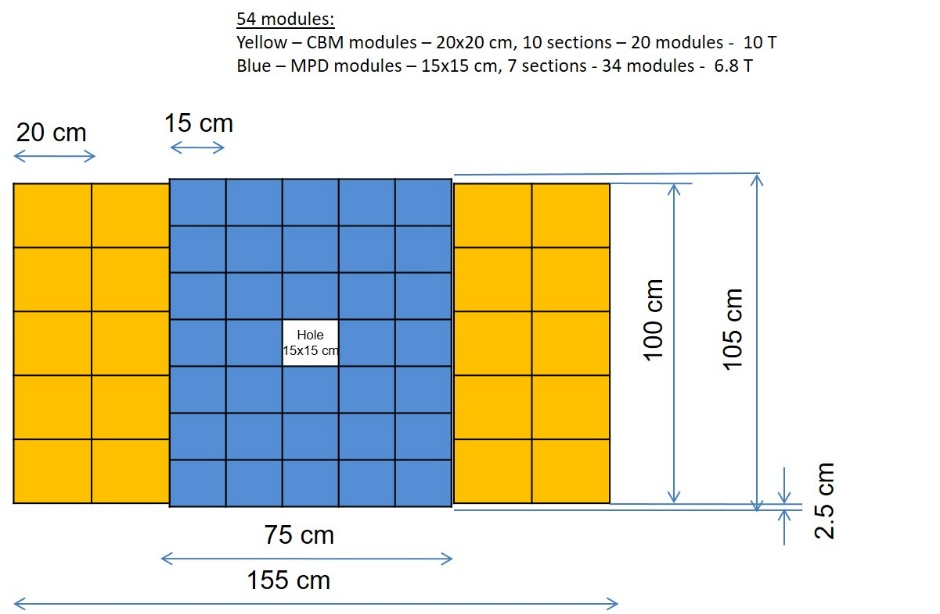 54 modules:
Yellow – CBM modules – 20x20 cm, 10 sections – 20 modules - 10 T
Blue – MPD modules – 15x15 cm, 7 sections - 34 modules - 6.8 T
20 cm
15 cm
Hole
15x15 cm
100 cm
105 cm
2.5 cm
75 cm
155 cm